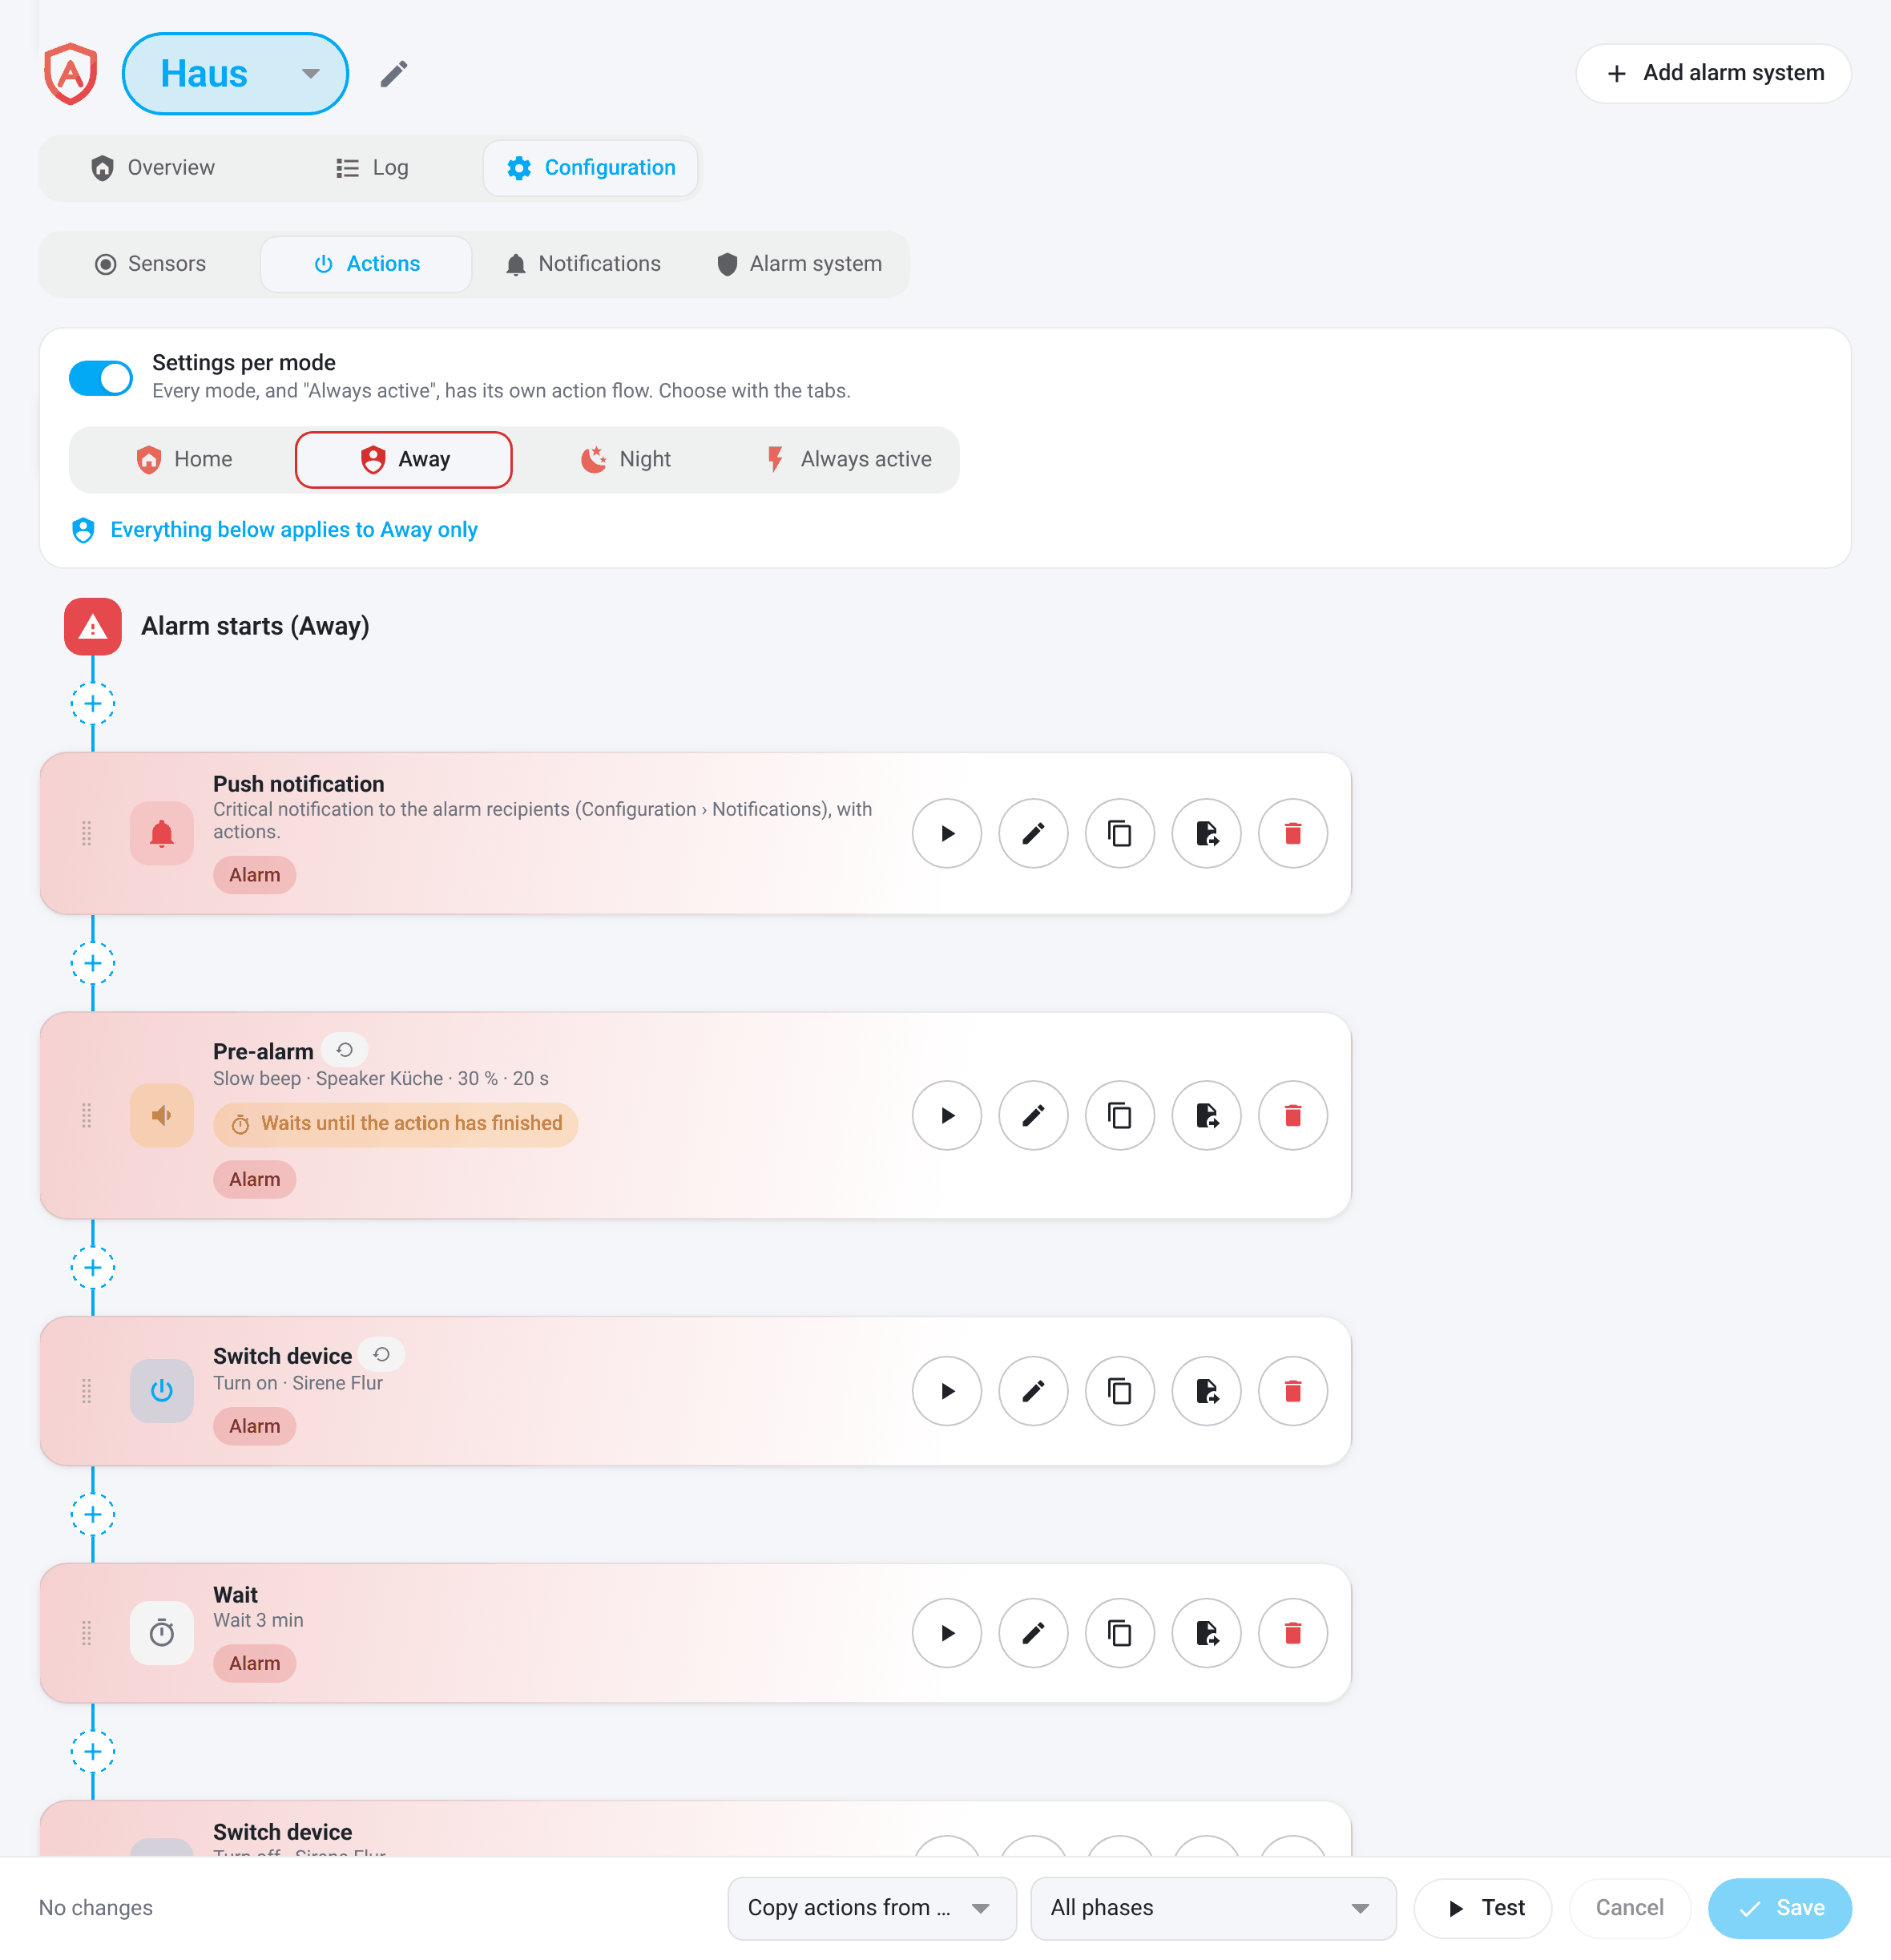 Haus
Add alarm system
Overview
Log
Configuration
Sensors
Actions
Notifications
Alarm system
Settings per mode
Every mode, and "Always active", has its own action flow. Choose with the tabs.
Home
Away
Night
Always active
Everything below applies to Away only
Alarm starts (Away)
Push notification
Critical notification to the alarm recipients (Configuration › Notifications), with
actions.
Alarm
Pre-alarm
Slow beep · Speaker Küche · 30 % · 20 s
Waits until the action has finished
Alarm
Switch device
Turn on · Sirene Flur
Alarm
Wait
Wait 3 min
Alarm
Switch device
Turn off · Sirene Flur
No changes
Copy actions from ...
All phases
Test
Cancel
Save